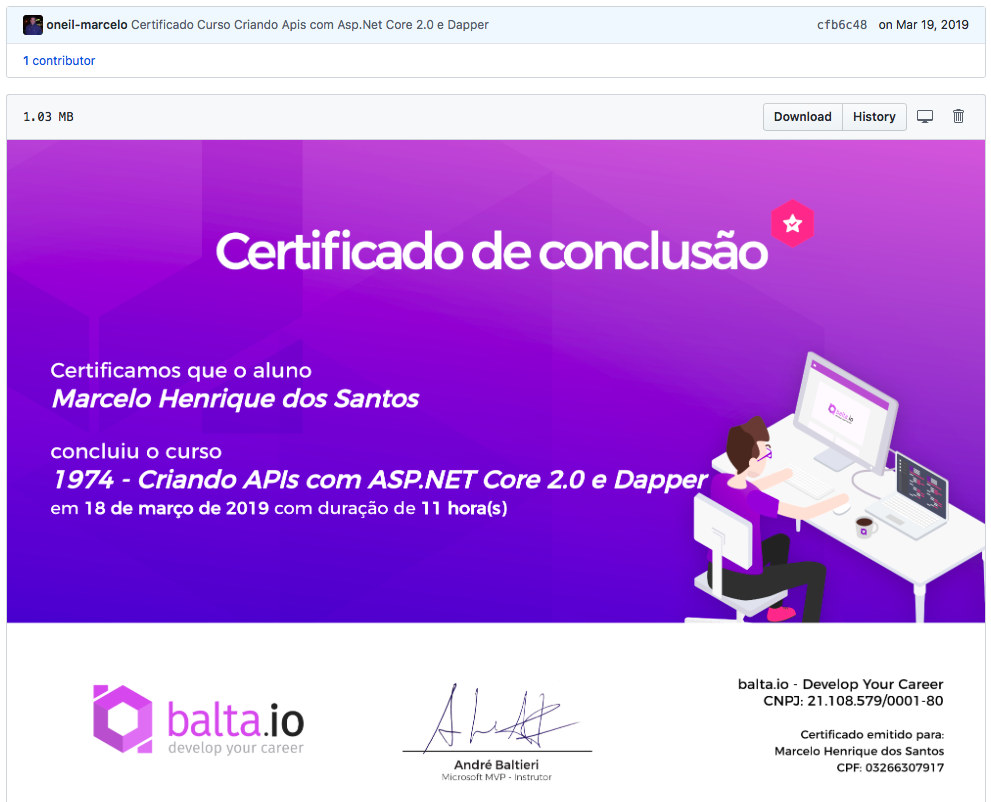 oneil-marcelo Certificado Curso Criando Apis com Asp.Net Core 2.0 e Dapper cfb6c48 on Mar 19, 2019
1 contributor
1.03 MB Download History
Certificado de conclusão
Certificamos que o aluno
Marcelo Henrique dos Santos
concluiu o curso
1974 - Criando APIs com ASP.NET Core 2.0 e Dapper
em 18 de março de 2019 com duração de 11 hora(s)
balta.io
balta.io
develop your career
André Baltieri
Microsoft MVP - Instrutor
balta.io - Develop Your Career
CNPJ: 21.108.579/0001-80
Certificado emitido para:
Marcelo Henrique dos Santos
CPF: 03266307917